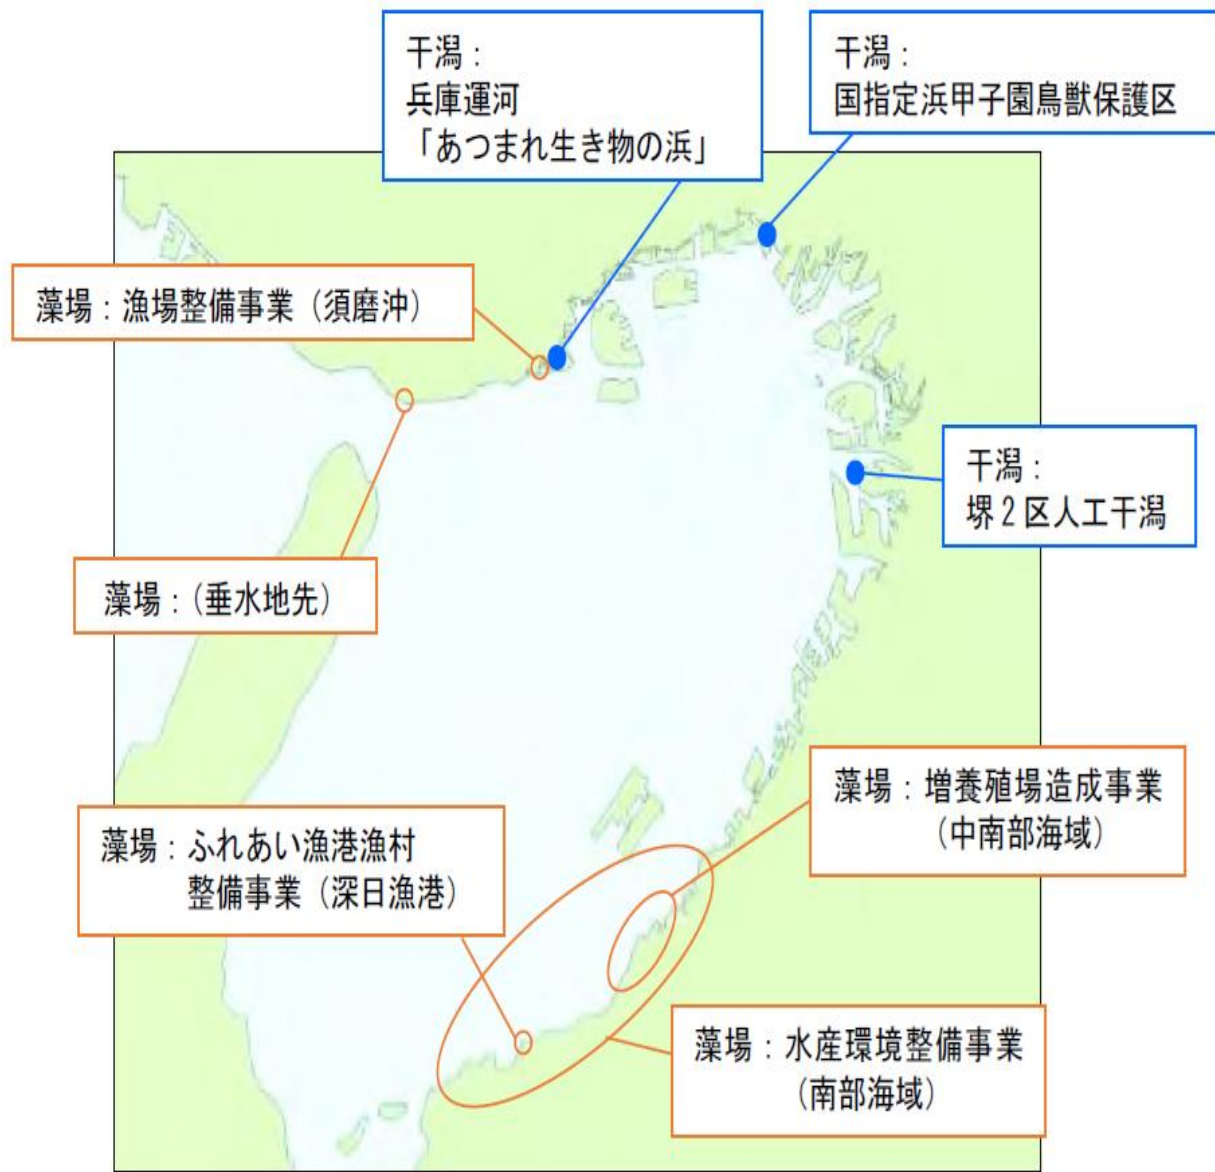 干潟：
兵庫運河
「あつまれ生き物の浜」
干潟：
国指定浜甲子園鳥獣保護区
藻場：漁場整備事業（須磨沖）
干潟：
堺２区人工干潟
藻場：（垂水地先）
藻場：増養殖場造成事業
（中南部海域）
藻場：ふれあい漁港漁村
整備事業（深日漁港）
藻場：水産環境整備事業
（南部海域）